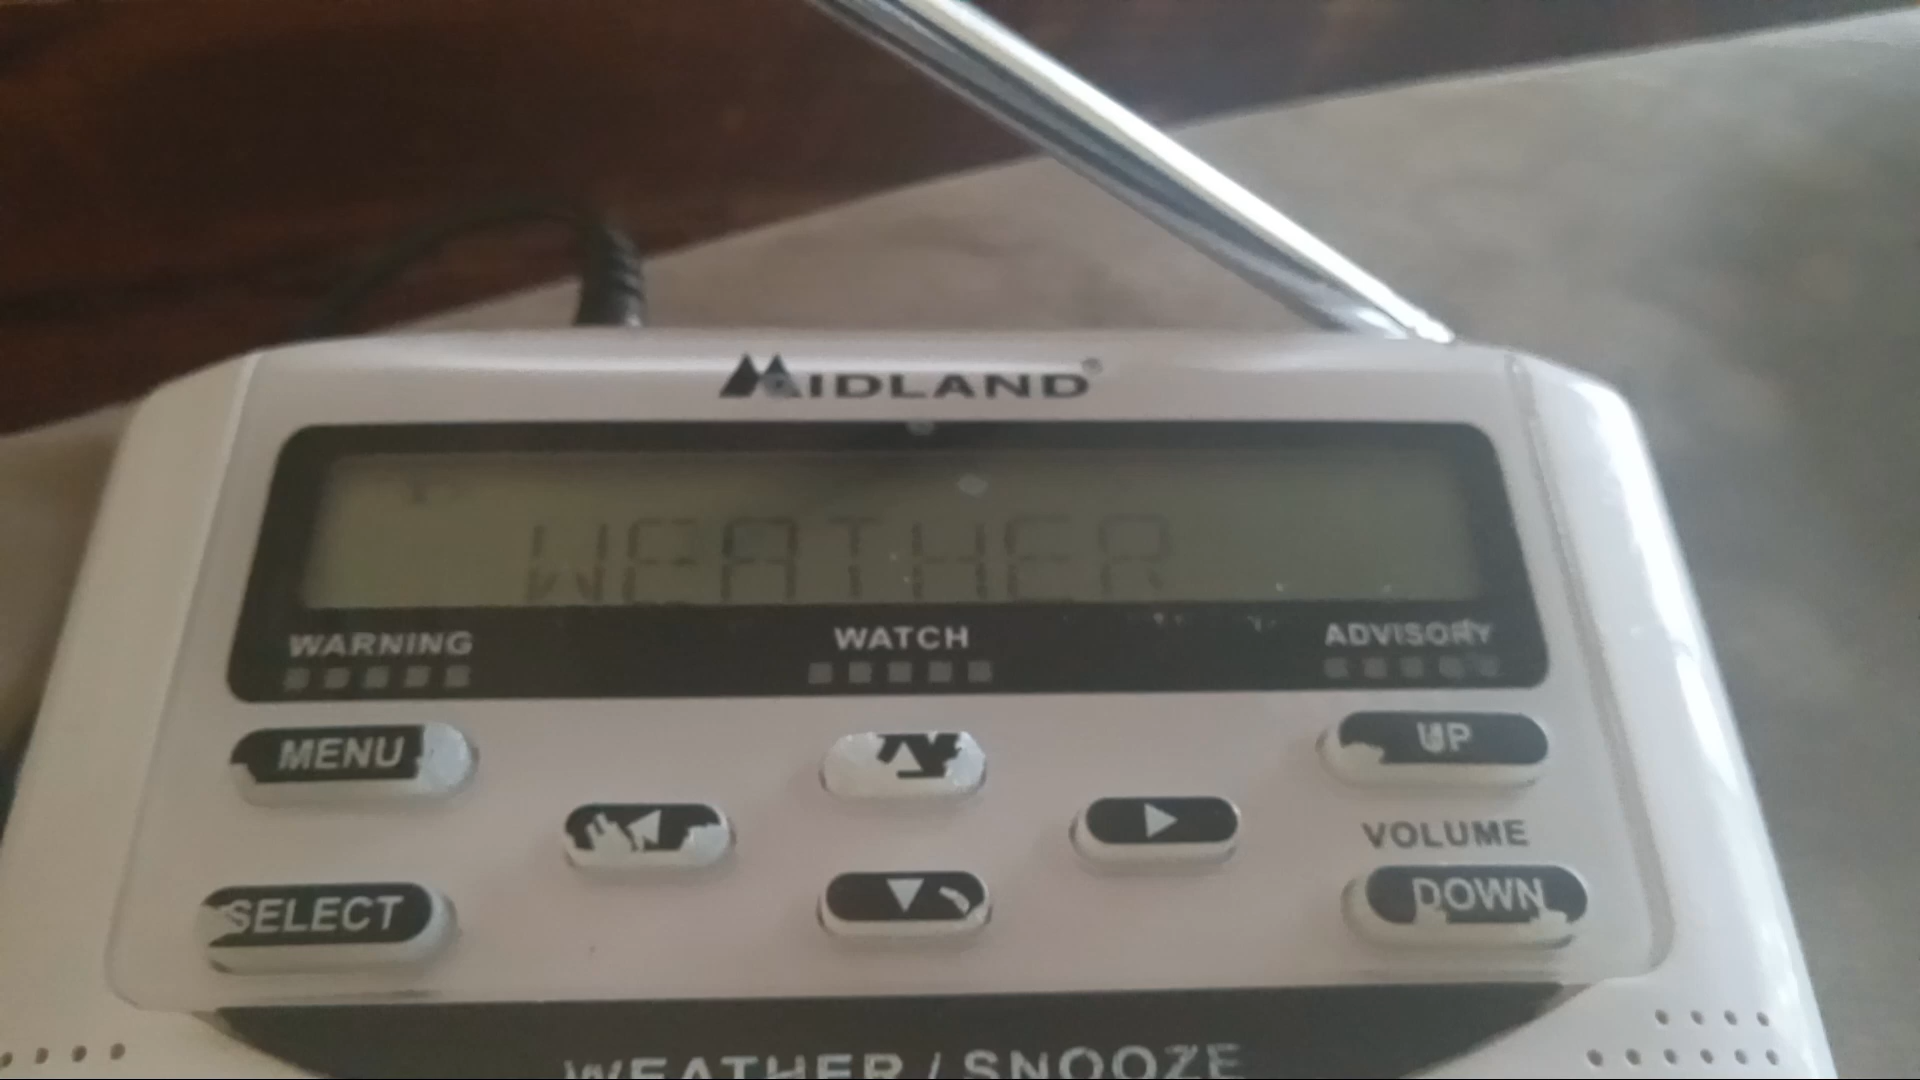 MIDLAND®
WEATHER
WARNING WATCH ADVISORY
MENU UP
VOLUME
SELECT DOWN
WEATHER / SNOOZE